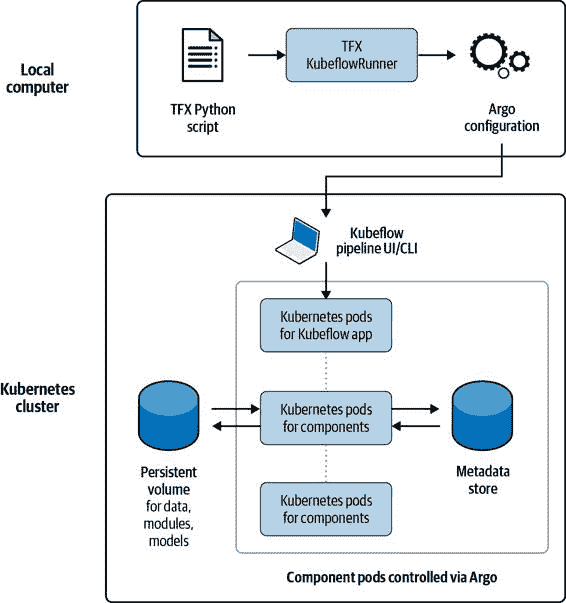 Local
computer
TFX Python
script
TFX
KubeflowRunner
Argo
configuration
Kubeflow
pipeline UI/CLI
Kubernetes
cluster
Kubernetes pods
for Kubeflow app
Kubernetes pods
for components
Kubernetes pods
for components
Persistent
volume
for data,
modules,
models
Metadata
store
Component pods controlled via Argo